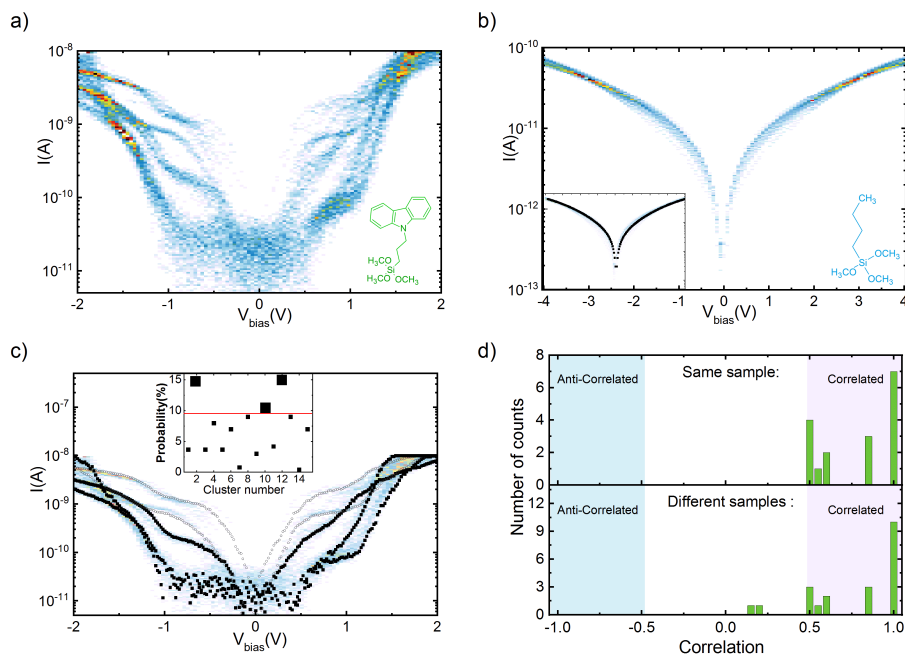 a)
10⁻⁸
10⁻⁹
10⁻¹⁰
10⁻¹¹
I(A)
-2
-1
0
1
2
V_bias(V)
N
H₃CO
Si
H₃CO
OCH₃
b)
10⁻¹⁰
10⁻¹¹
10⁻¹²
10⁻¹³
I(A)
-4
-3
-2
-1
0
1
2
3
4
V_bias(V)
CH₃
Si
OCH₃
H₃CO
OCH₃
c)
10⁻⁷
10⁻⁸
10⁻⁹
10⁻¹⁰
10⁻¹¹
I(A)
-2
-1
0
1
2
V_bias(V)
15
10
5
0
Probability(%)
2 4 6 8 10 12 14
Cluster number
d)
8
6
4
2
0
Anti-Correlated
Same sample:
Correlated
Number of counts
12
9
6
3
0
Anti-Correlated
Different samples :
Correlated
-1.0
-0.5
0.0
0.5
1.0
Correlation